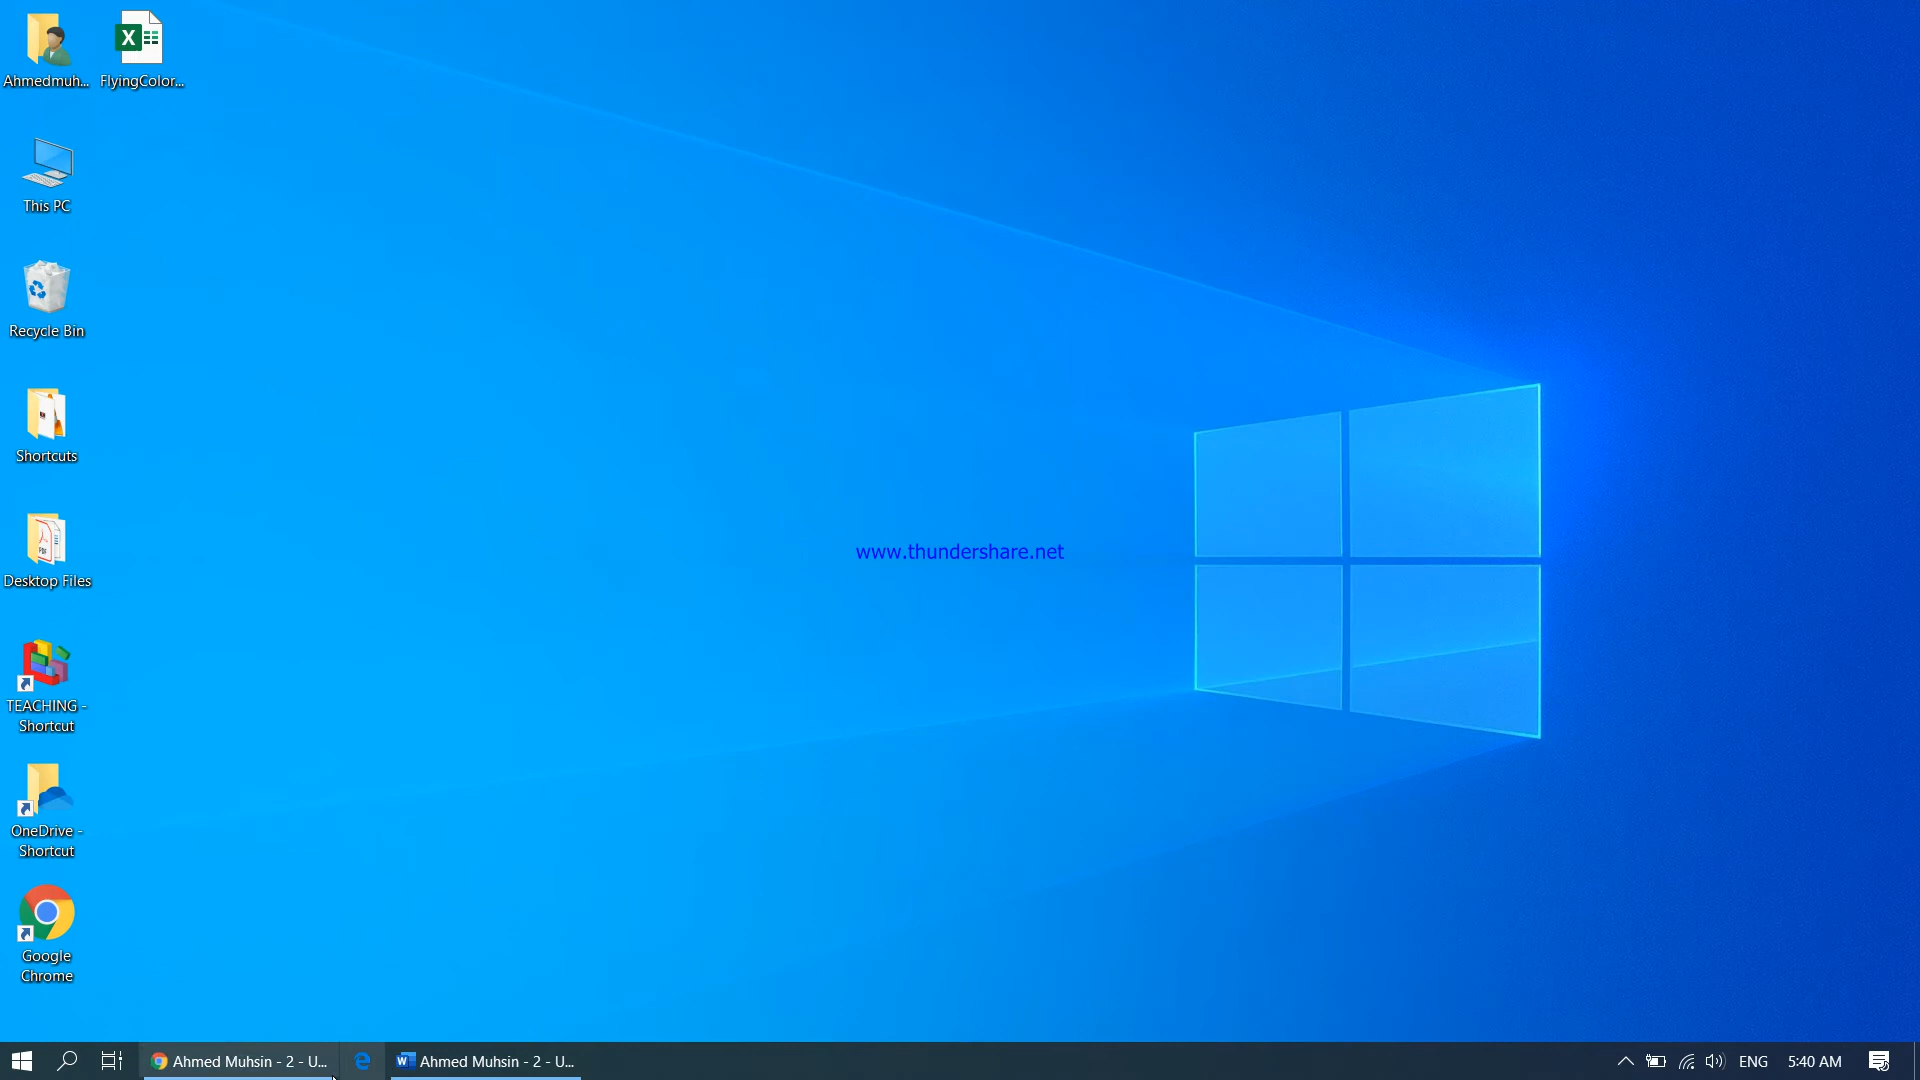 Ahmedmuh...
FlyingColor...
This PC
Recycle Bin
Shortcuts
Desktop Files
TEACHING -
Shortcut
OneDrive -
Shortcut
Google
Chrome
www.thundershare.net
Ahmed Muhsin - 2 - U...
Ahmed Muhsin - 2 - U...
ENG
5:40 AM